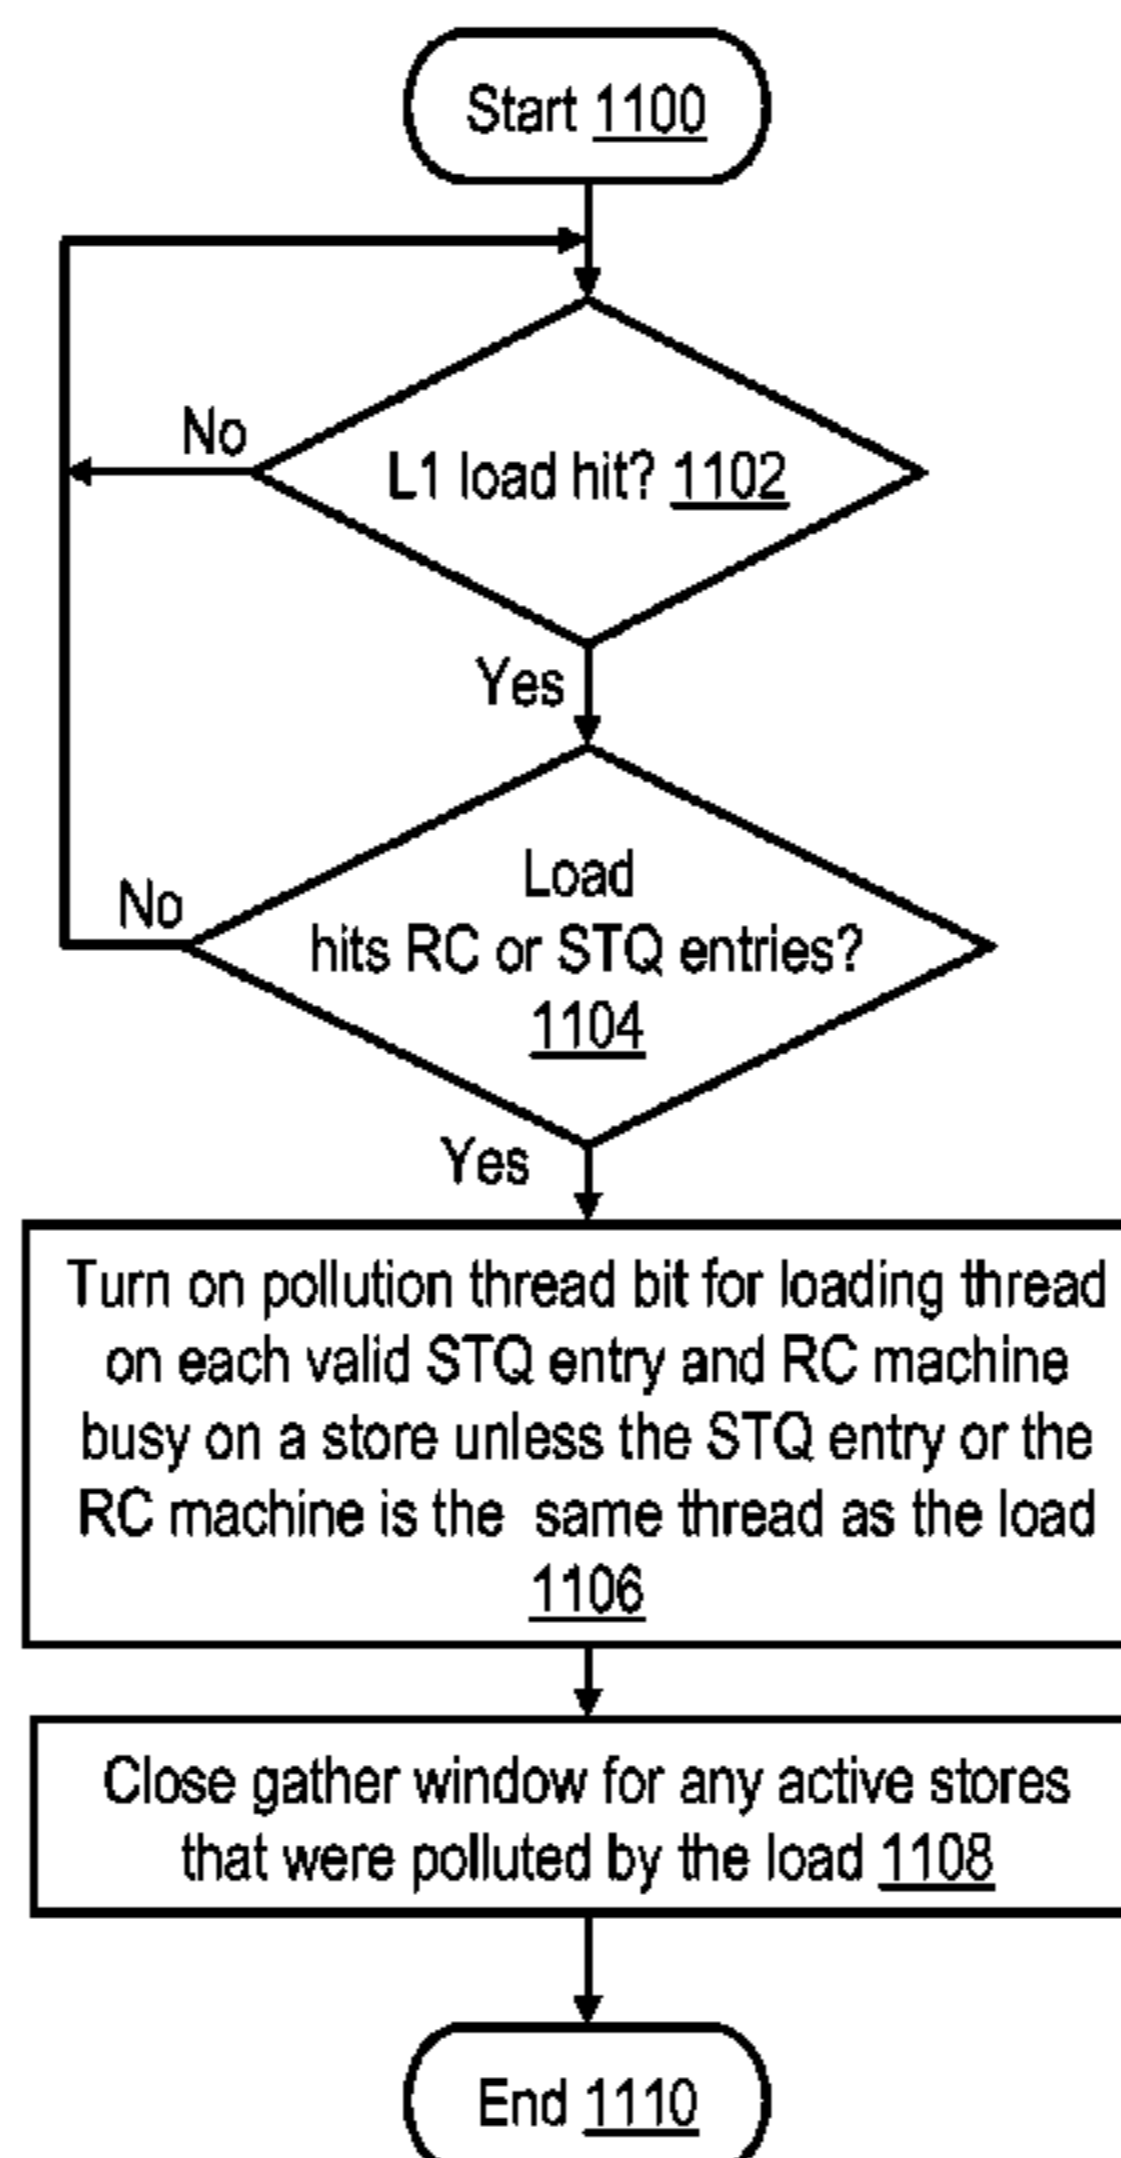 Start 1100
No
L1 load hit? 1102
Yes
Load
No
hits RC or STQ entries?
1104
Yes
Turn on pollution thread bit for loading thread
on each valid STQ entry and RC machine
busy on a store unless the STQ entry or the
RC machine is the same thread as the load
1106
Close gather window for any active stores
that were polluted by the load 1108
End 1110